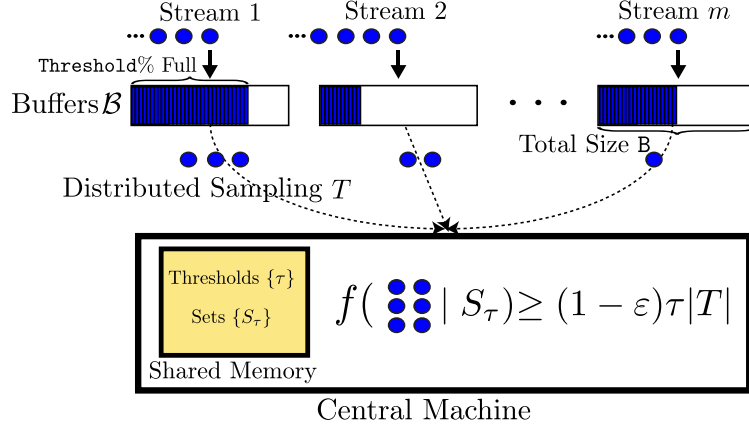 Stream 1 Stream 2 Stream m
Threshold% Full
Buffers ℬ
Total Size B
Distributed Sampling T
Thresholds {τ}
Sets {S_τ}
f( | S_τ) ≥ (1 − ε)τ|T|
Shared Memory
Central Machine